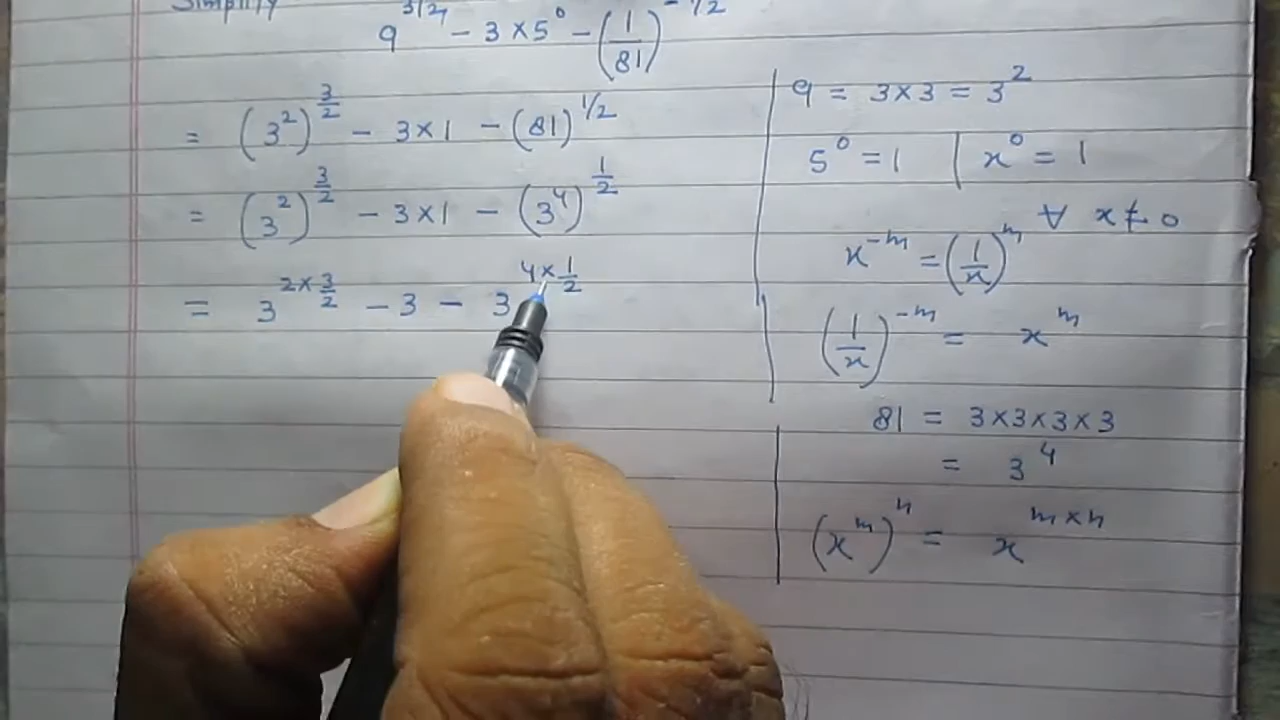 Simplify
9^{3/2} - 3 × 5^0 - (1/81)^{-1/2}
= (3^2)^{3/2} - 3×1 - (81)^{1/2}
= (3^2)^{3/2} - 3×1 - (3^4)^{1/2}
= 3^{2×3/2} - 3 - 3^{4×1/2}
9 = 3×3 = 3^2
5^0 = 1 | x^0 = 1
∀ x ≠ 0
x^{-m} = (1/x)^m
(1/x)^{-m} = x^m
81 = 3×3×3×3
= 3^4
(x^m)^n = x^{m×n}